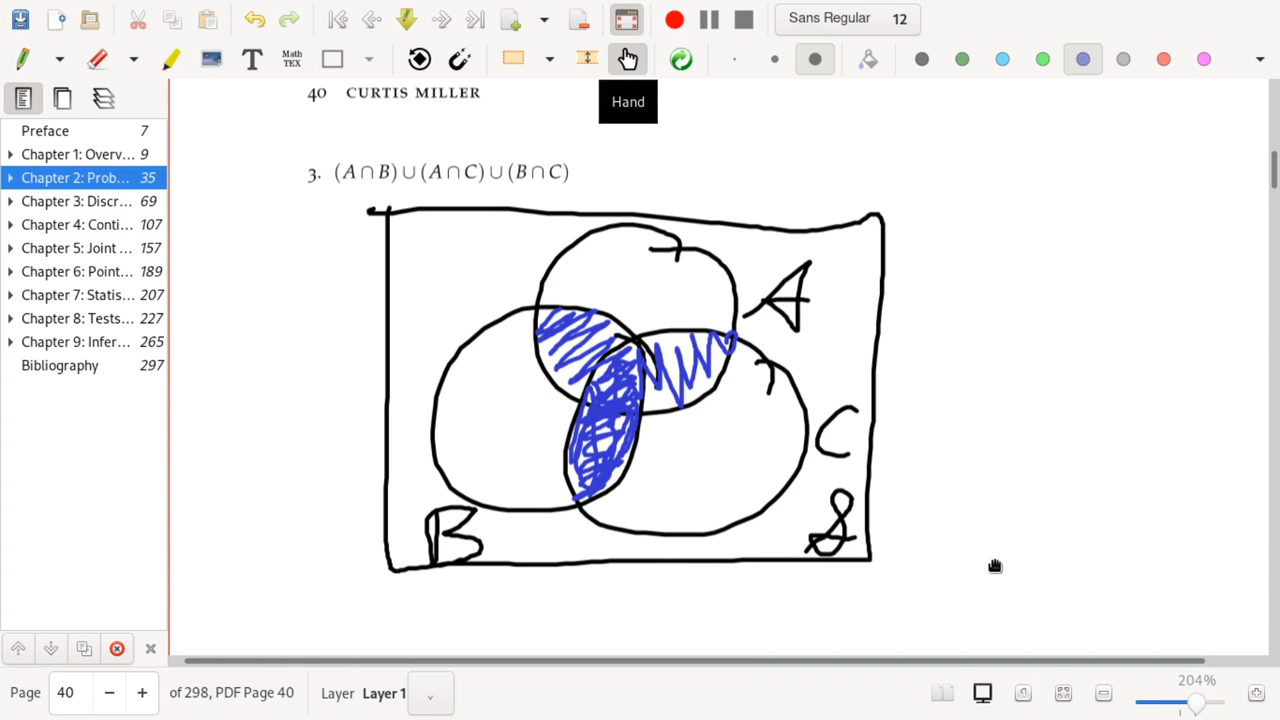 Sans Regular 12
T Math TEX
Hand
Preface 7
Chapter 1: Overv... 9
Chapter 2: Prob... 35
Chapter 3: Discr... 69
Chapter 4: Conti... 107
Chapter 5: Joint ... 157
Chapter 6: Point... 189
Chapter 7: Statis... 207
Chapter 8: Tests... 227
Chapter 9: Infer... 265
Bibliography 297
40 CURTIS MILLER
3. (A ∩ B) ∪ (A ∩ C) ∪ (B ∩ C)
A
C
B
S
Page 40 of 298, PDF Page 40 Layer Layer 1
204%